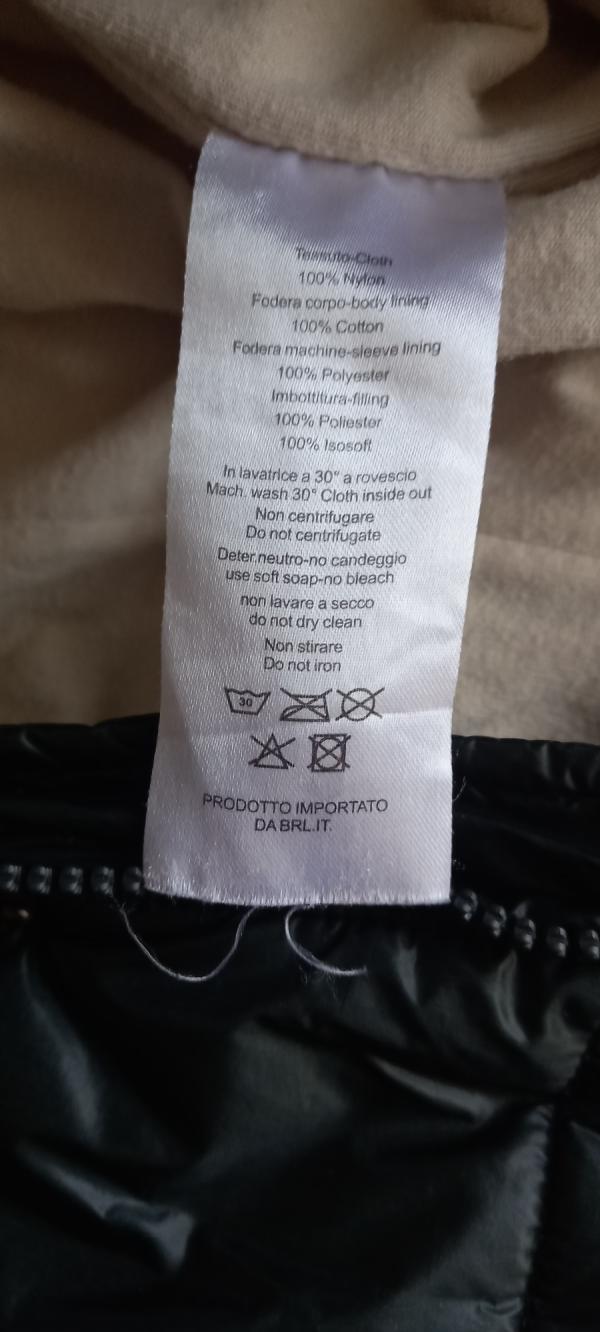 Tessuto-Cloth
100% Nylon
Fodera corpo-body lining
100% Cotton
Fodera machine-sleeve lining
100% Polyester
Imbottitura-filling
100% Poliester
100% Isosoft
In lavatrice a 30° a rovescio
Mach. wash 30° Cloth inside out
Non centrifugare
Do not centrifugate
Deter.neutro-no candeggio
use soft soap-no bleach
non lavare a secco
do not dry clean
Non stirare
Do not iron
30
PRODOTTO IMPORTATO
DA BRL.IT.